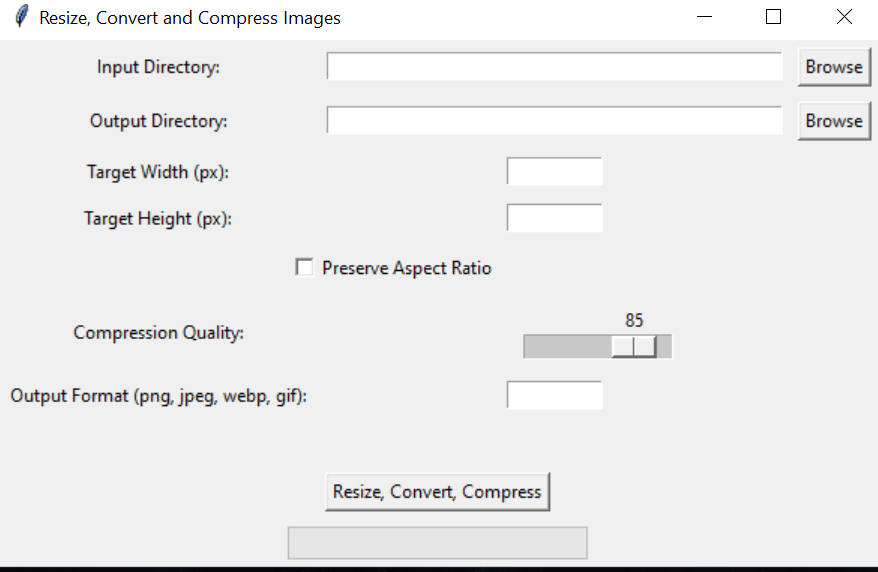 Resize, Convert and Compress Images
Input Directory:
Browse
Output Directory:
Browse
Target Width (px):
Target Height (px):
Preserve Aspect Ratio
85
Compression Quality:
Output Format (png, jpeg, webp, gif):
Resize, Convert, Compress